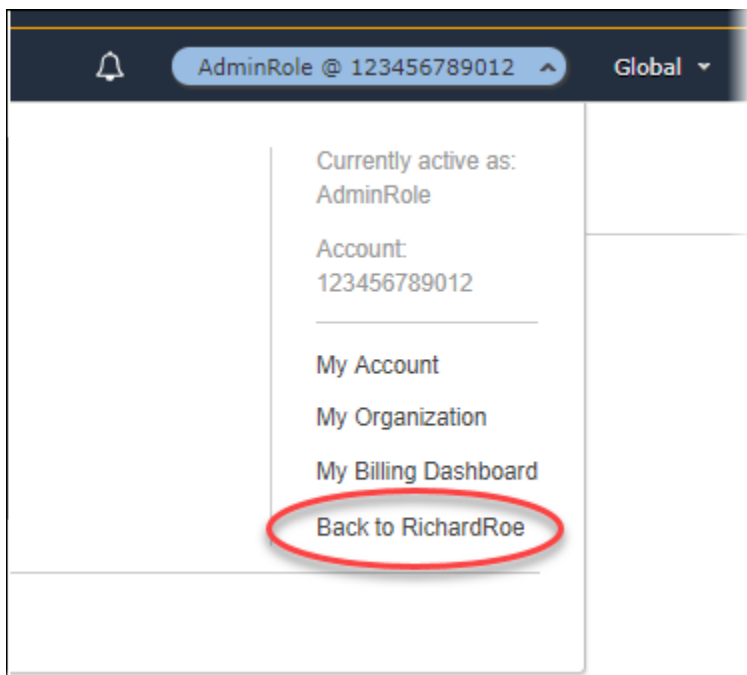 AdminRole @ 123456789012
Global
Currently active as:
AdminRole
Account:
123456789012
My Account
My Organization
My Billing Dashboard
Back to RichardRoe